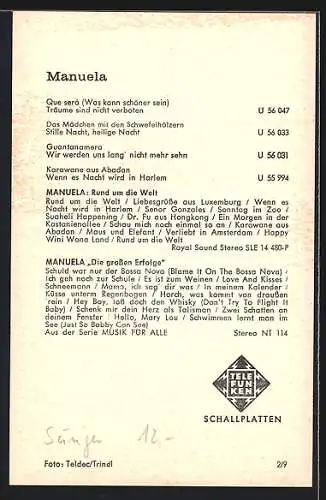 Manuela
Que será (Was kann schöner sein)
Träume sind nicht verboten U 56 047
Das Mädchen mit den Schwefelhölzern
Stille Nacht, heilige Nacht U 56 033
Guantanamera
Wir werden uns lang' nicht mehr sehn U 56 031
Karawane aus Abadan
Wenn es Nacht wird in Harlem U 55 994
MANUELA: Rund um die Welt
Rund um die Welt / Liebesgrüße aus Luxemburg / Wenn es
Nacht wird in Harlem / Senor Gonzales / Sonntag im Zoo /
Suaheli Happening / Dr. Fu aus Hongkong / Ein Morgen in der
Kastanienallee / Schau mich noch einmal so an / Karawane aus
Abadan / Maus und Elefant / Verliebt in Amsterdam / Happy
Wini Wana Land / Rund um die Welt
Royal Sound Stereo SLE 14 480-P
MANUELA „Die großen Erfolge"
Schuld war nur der Bossa Nova (Blame It On The Bossa Nova) -
Ich geh noch zur Schule / Es ist zum Weinen / Love And Kisses /
Schneemann / Mama, ich sag' dir was / In meinem Kalender /
Küsse unterm Regenbogen / Horch, was kommt von draußen
rein / Hey Boy, laß doch den Whisky (Don't Try To Fight It
Baby) / Schenk mir dein Herz als Talisman / Zwei Schatten an
deinem Fenster / Hello, Mary Lou / Schwimmen lernt man im
See (Just So Bobby Can See)
Aus der Serie MUSIK FÜR ALLE Stereo NT 114
TELE
FUN
KEN
SCHALLPLATTEN
Sänger 12.-
Foto: Teldec/Trindl 2/9